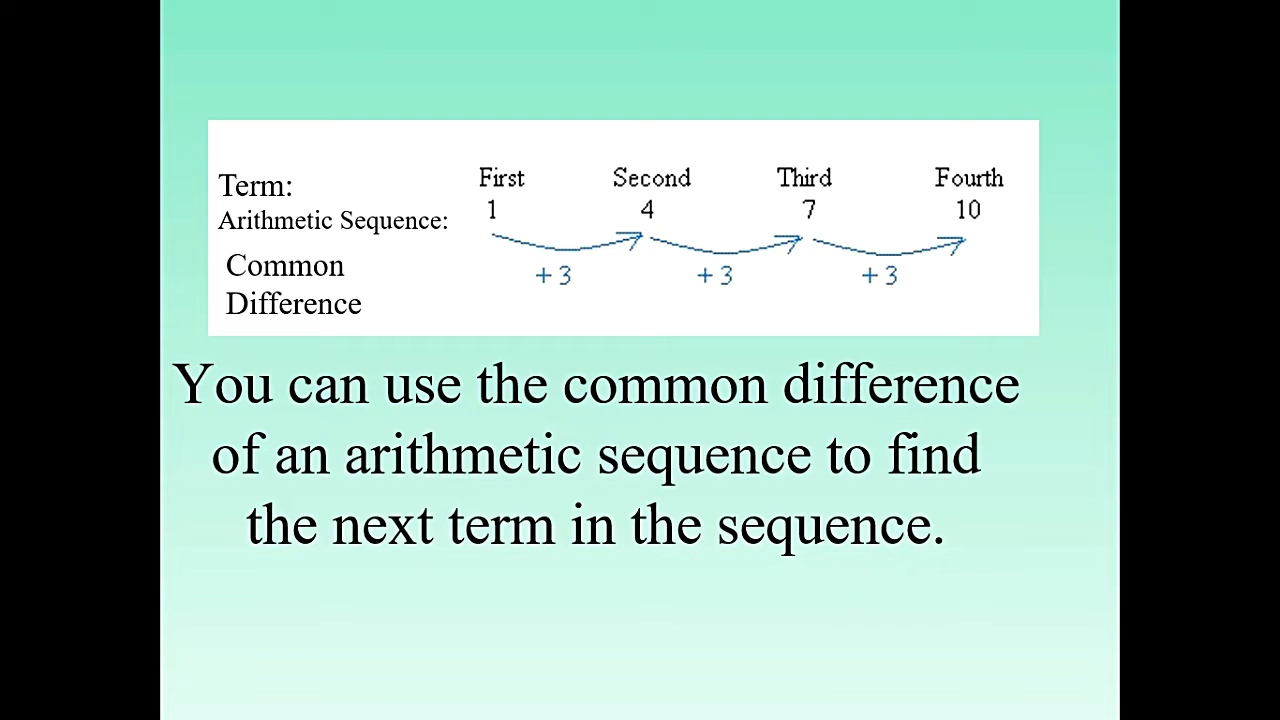 Term: First Second Third Fourth
Arithmetic Sequence: 1 4 7 10
Common +3 +3 +3
Difference
You can use the common difference
of an arithmetic sequence to find
the next term in the sequence.